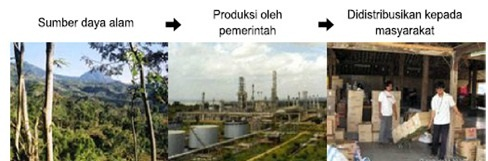 Sumber daya alam
Produksi oleh
pemerintah
Didistribusikan kepada
masyarakat